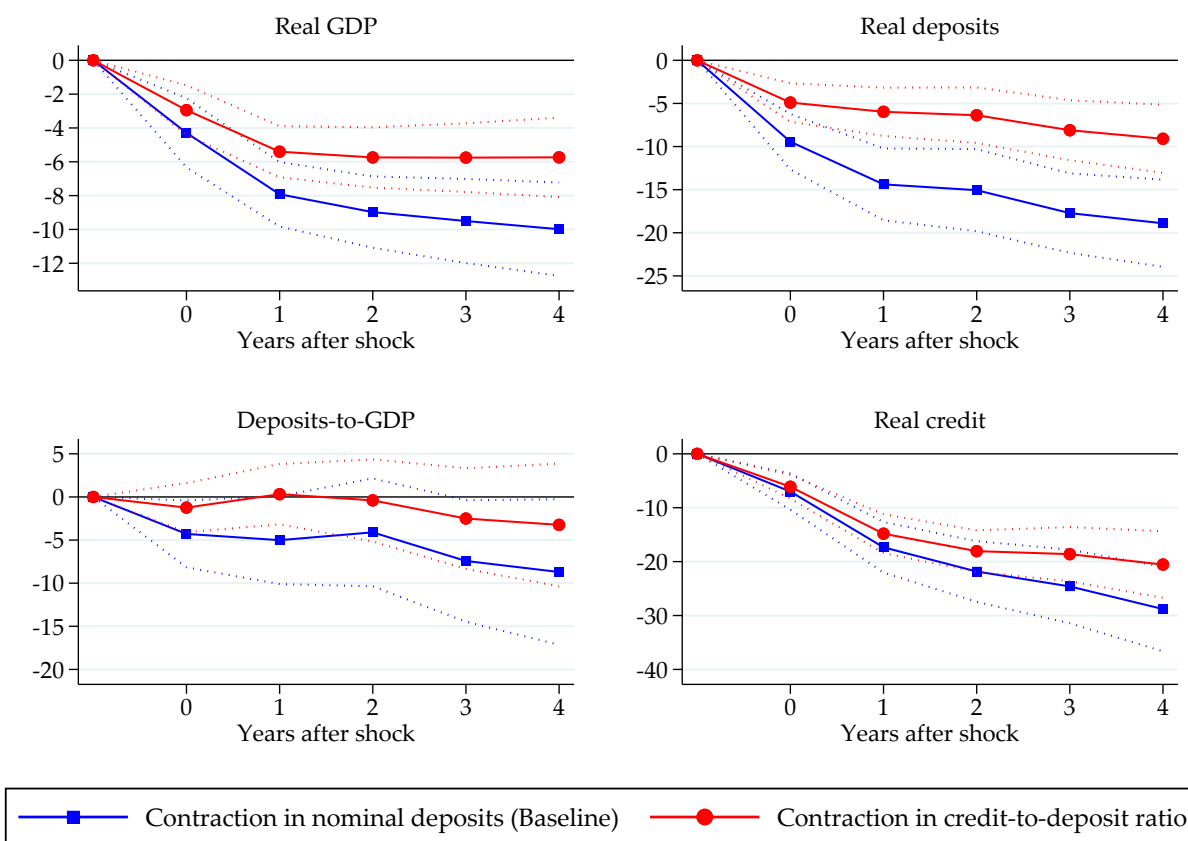 Real GDP
0
-2
-4
-6
-8
-10
-12
0 1 2 3 4
Years after shock
Real deposits
0
-5
-10
-15
-20
-25
0 1 2 3 4
Years after shock
Deposits-to-GDP
5
0
-5
-10
-15
-20
0 1 2 3 4
Years after shock
Real credit
0
-10
-20
-30
-40
0 1 2 3 4
Years after shock
Contraction in nominal deposits (Baseline) Contraction in credit-to-deposit ratio